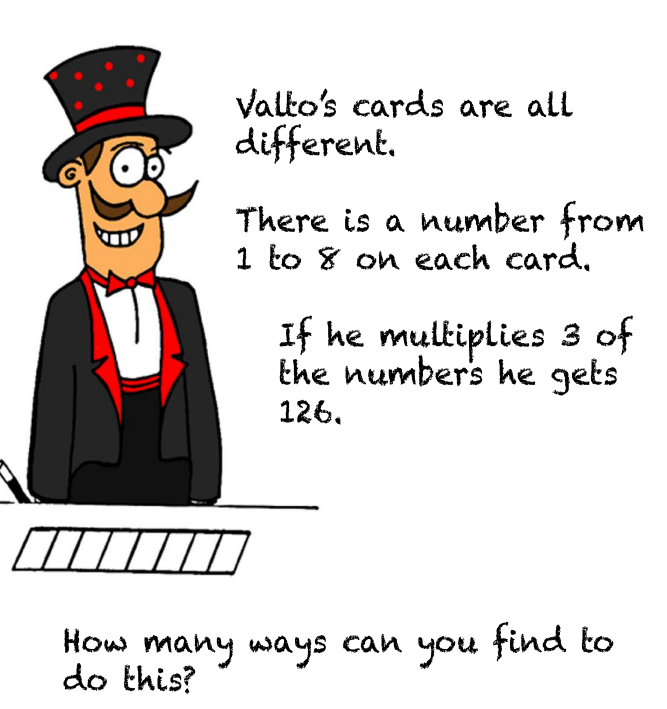 Valto's cards are all
different.
There is a number from
1 to 8 on each card.
If he multiplies 3 of
the numbers he gets
126.
How many ways can you find to
do this?